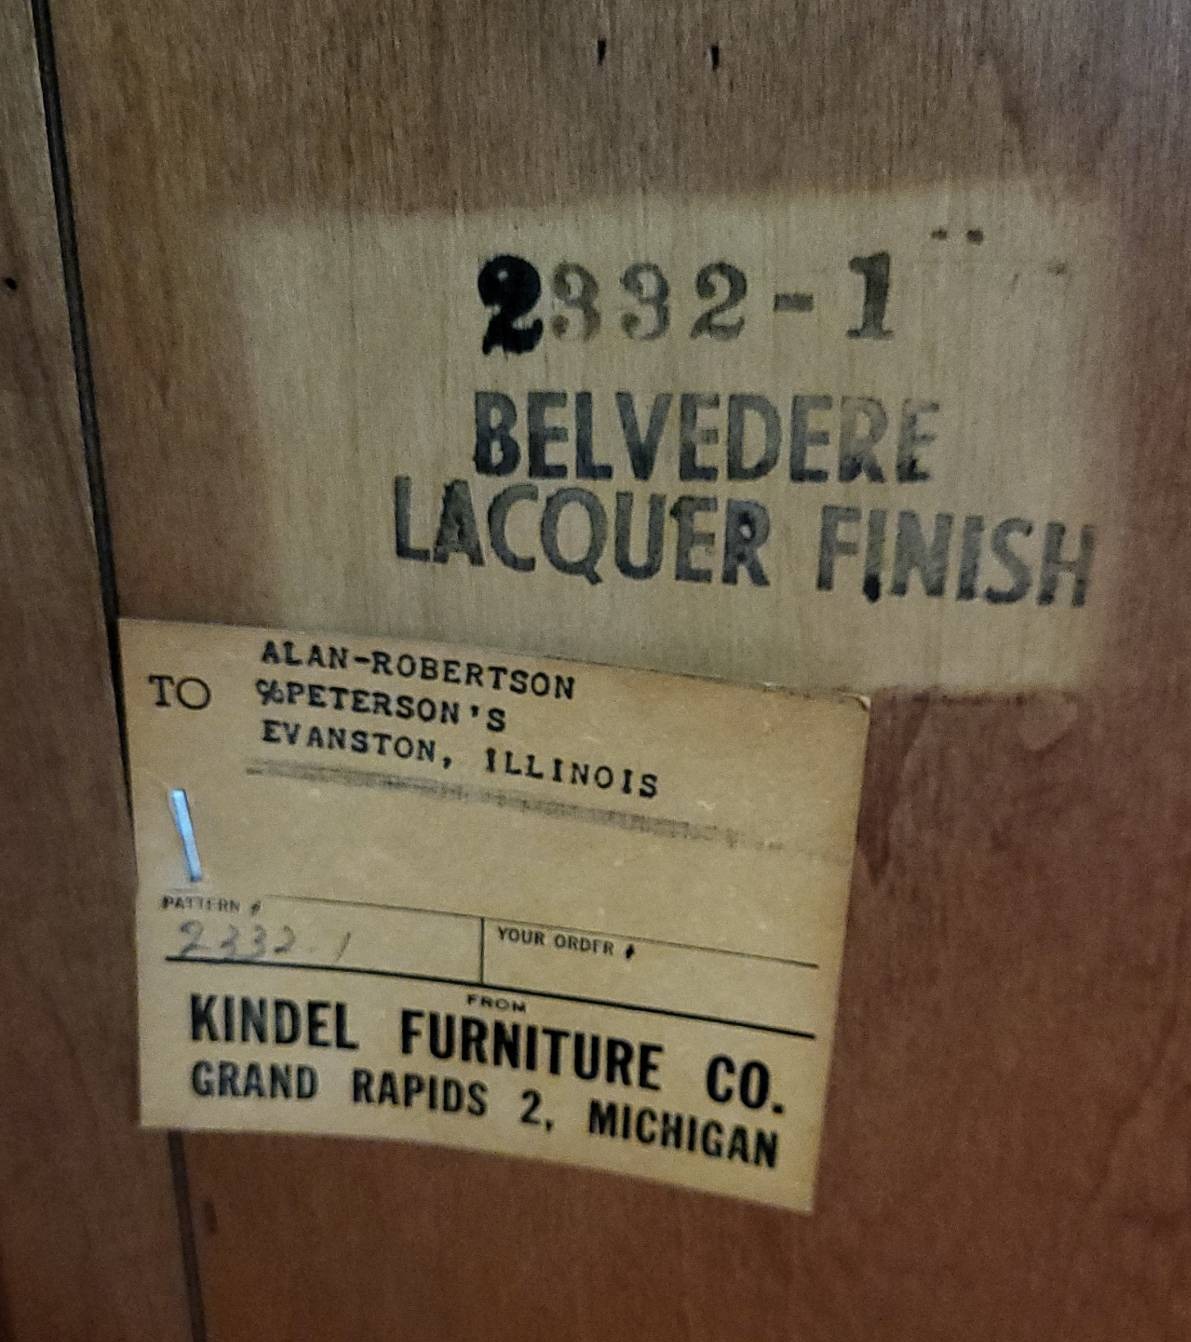 2332-1
BELVEDERE
LACQUER FINISH
ALAN-ROBERTSON
TO ℅PETERSON'S
EVANSTON, ILLINOIS
PATTERN #
YOUR ORDER #
2332-1
FROM
KINDEL FURNITURE CO.
GRAND RAPIDS 2, MICHIGAN